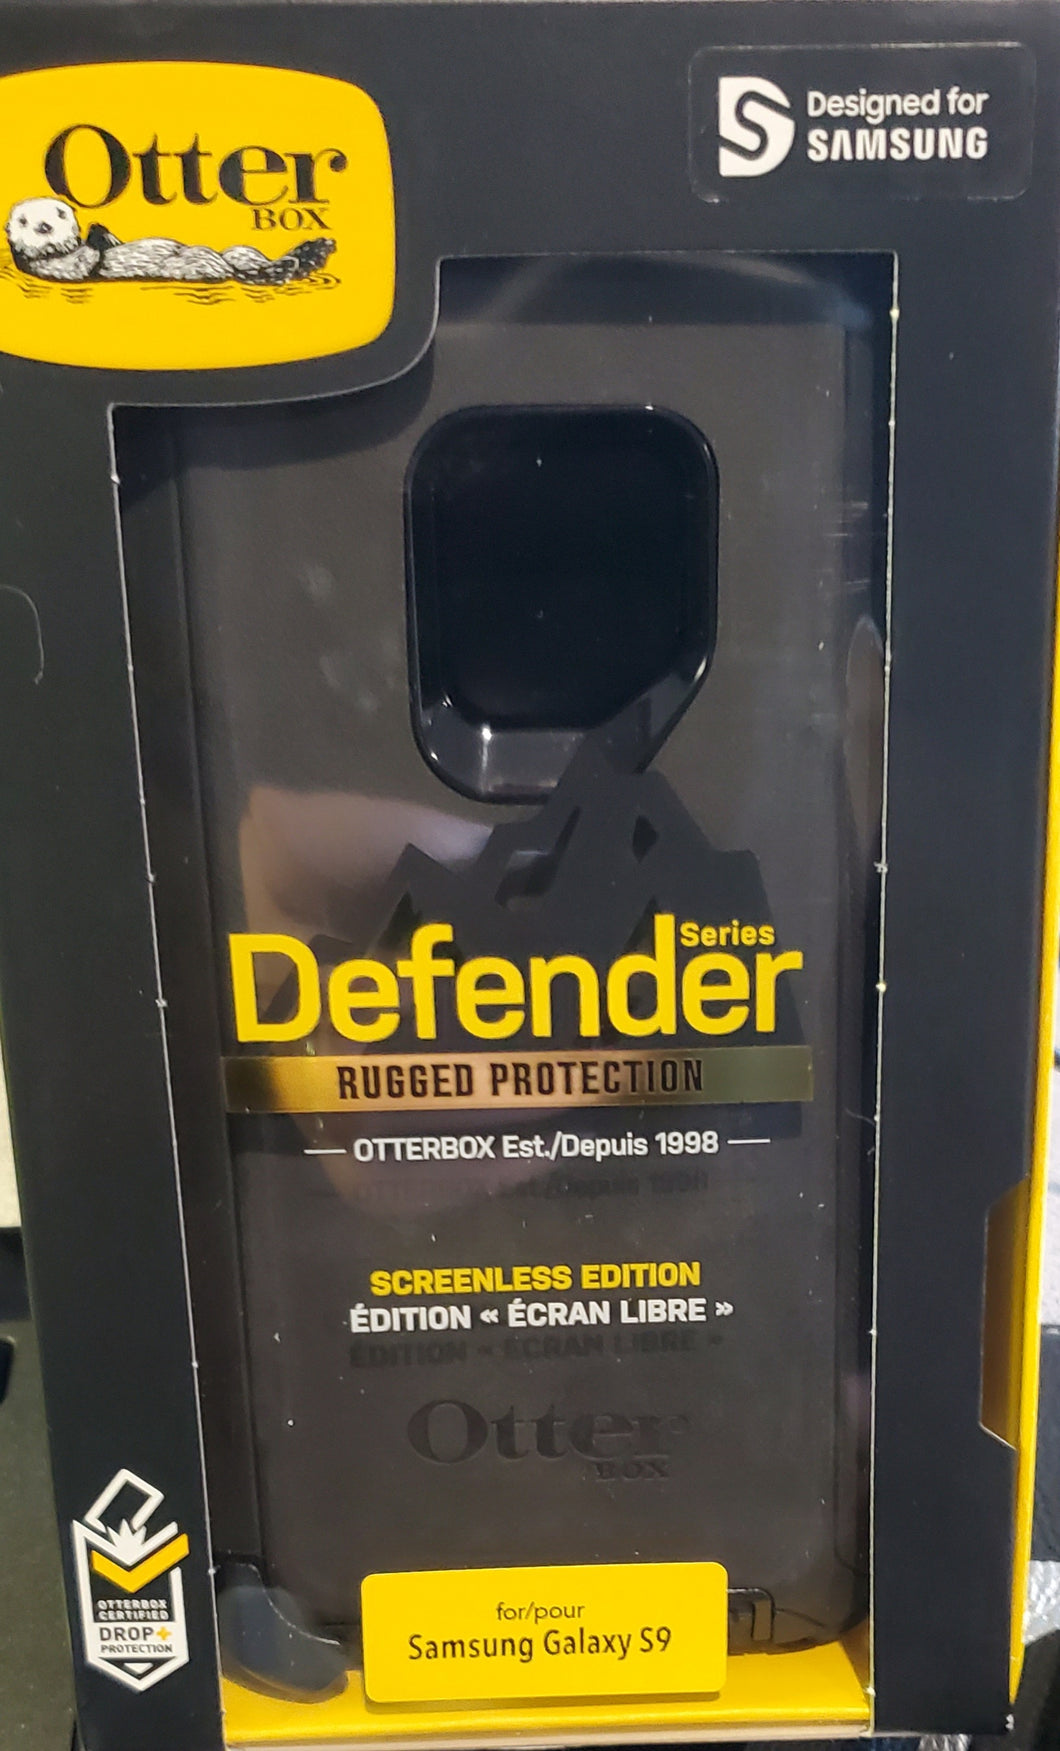 Otter
BOX
Designed for
SAMSUNG
Defender
Series
RUGGED PROTECTION
OTTERBOX Est./Depuis 1998
SCREENLESS EDITION
ÉDITION « ÉCRAN LIBRE »
Otter
BOX
OTTERBOX
CERTIFIED
DROP+
PROTECTION
for/pour
Samsung Galaxy S9